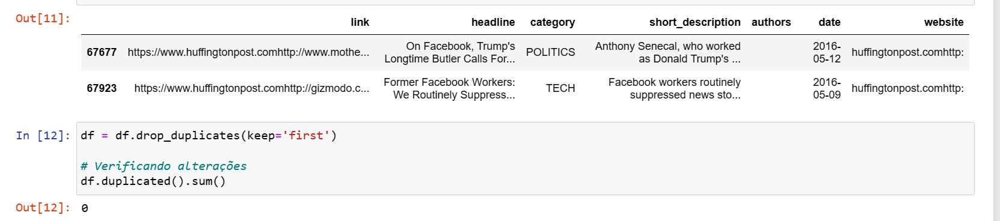 Out[11]:
link headline category short_description authors date website
67677 https://www.huffingtonpost.comhttp://www.mothe... On Facebook, Trump's Longtime Butler Calls For... POLITICS Anthony Senecal, who worked as Donald Trump's ... 2016-05-12 huffingtonpost.comhttp:
67923 https://www.huffingtonpost.comhttp://gizmodo.c... Former Facebook Workers: We Routinely Suppress... TECH Facebook workers routinely suppressed news sto... 2016-05-09 huffingtonpost.comhttp:
In [12]:
df = df.drop_duplicates(keep='first')
# Verificando alterações
df.duplicated().sum()
Out[12]: 0